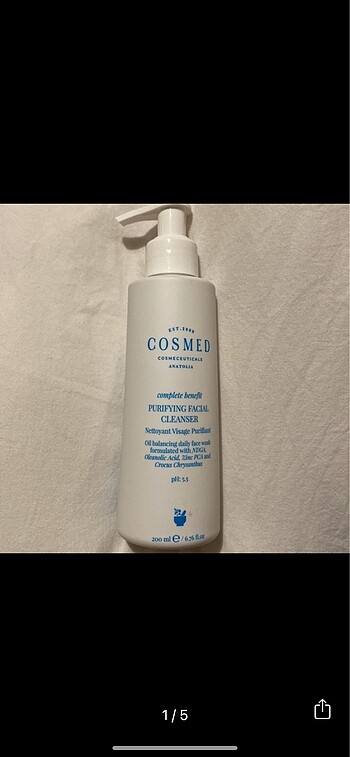 EST. 2000
COSMED
COSMECEUTICALS
ANATOLIA
complete benefit
PURIFYING FACIAL
CLEANSER
Nettoyant Visage Purifiant
Oil balancing daily face wash
formulated with NDGA,
Oleanolic Acid, Zinc PCA and
Crocus Chrysanthus
pH: 5.5
200 ml e / 6.76 fl.oz
1 / 5